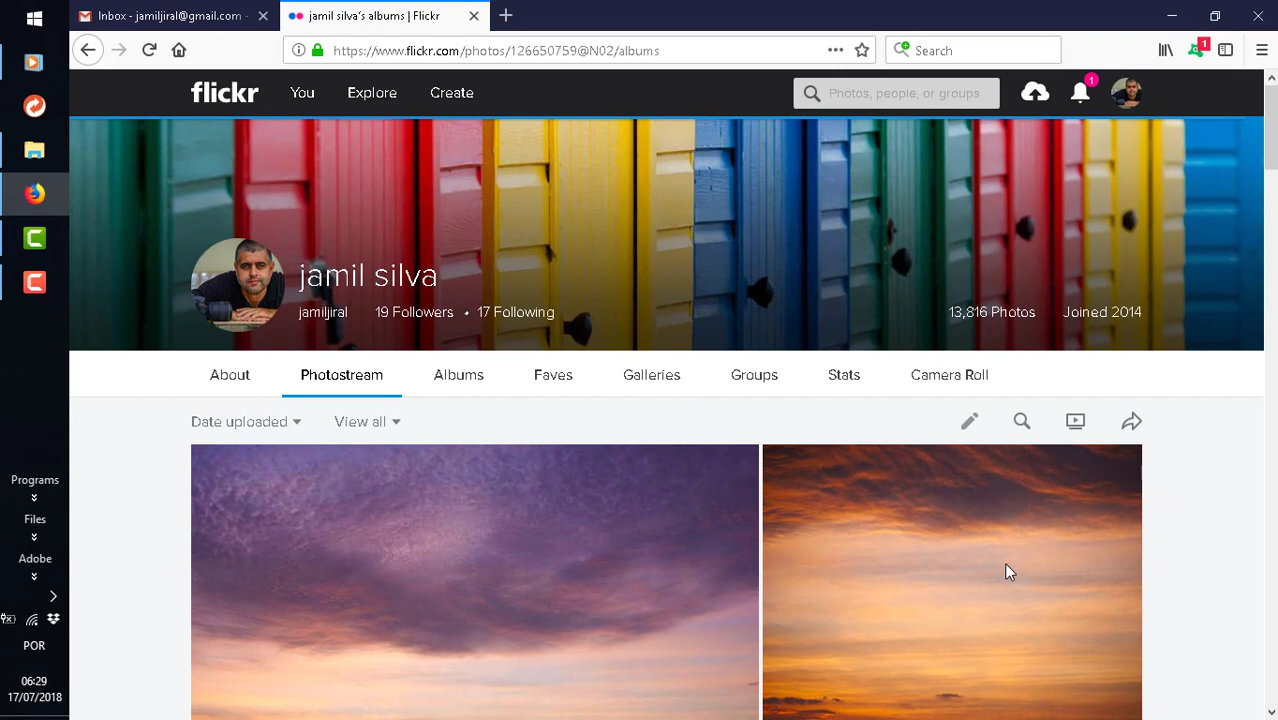 Inbox - jamiljiral@gmail.com -
jamil silva's albums | Flickr
https://www.flickr.com/photos/126650759@N02/albums
Search
1
flickr
You
Explore
Create
Photos, people, or groups
1
jamil silva
jamiljiral
19 Followers • 17 Following
13,816 Photos
Joined 2014
About
Photostream
Albums
Faves
Galleries
Groups
Stats
Camera Roll
Date uploaded
View all
Programs
Files
Adobe
POR
06:29
17/07/2018